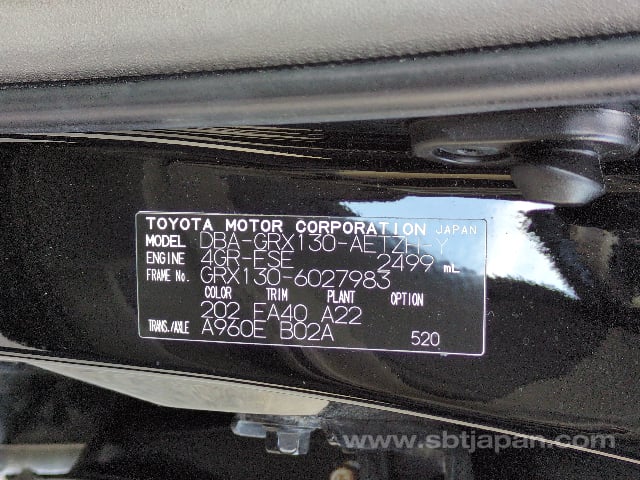 TOYOTA MOTOR CORPORATION JAPAN
MODEL DBA-GRX130-AETZH-Y
ENGINE 4GR-FSE 2499 mL
FRAME No. GRX130-6027983
COLOR TRIM PLANT OPTION
202 FA40 A22
TRANS./AXLE A960E B02A 520
www.sbtjapan.com